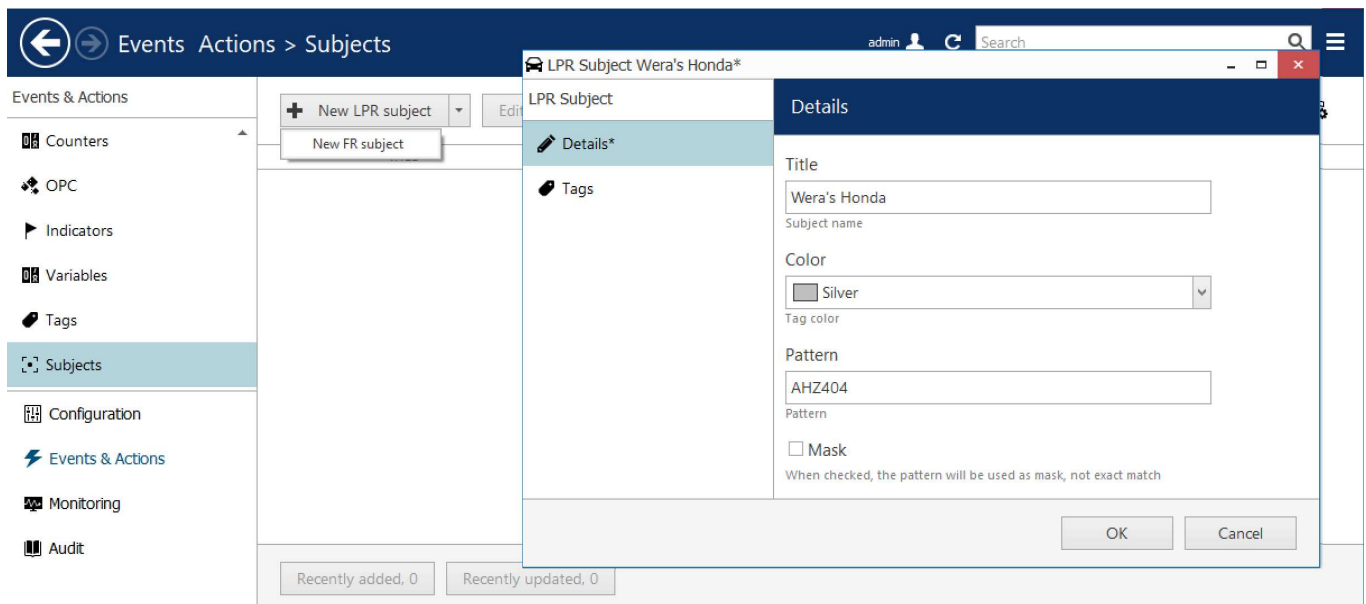 Events Actions > Subjects
admin
Search
Events & Actions
Counters
OPC
Indicators
Variables
Tags
Subjects
Configuration
Events & Actions
Monitoring
Audit
New LPR subject
New FR subject
Recently added, 0
Recently updated, 0
LPR Subject Wera's Honda*
LPR Subject
Details*
Tags
Details
Title
Wera's Honda
Subject name
Color
Silver
Tag color
Pattern
AHZ404
Pattern
Mask
When checked, the pattern will be used as mask, not exact match
OK
Cancel